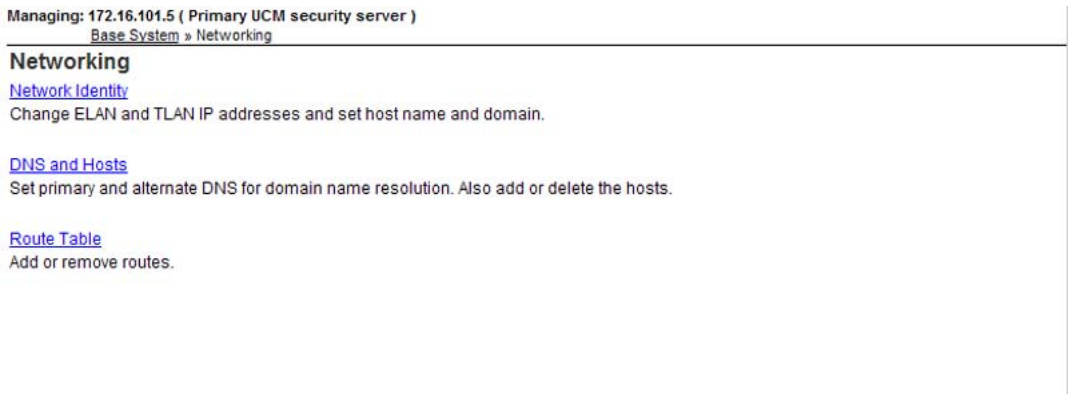 Managing: 172.16.101.5 ( Primary UCM security server )
Base System » Networking
Networking
Network Identity
Change ELAN and TLAN IP addresses and set host name and domain.
DNS and Hosts
Set primary and alternate DNS for domain name resolution. Also add or delete the hosts.
Route Table
Add or remove routes.